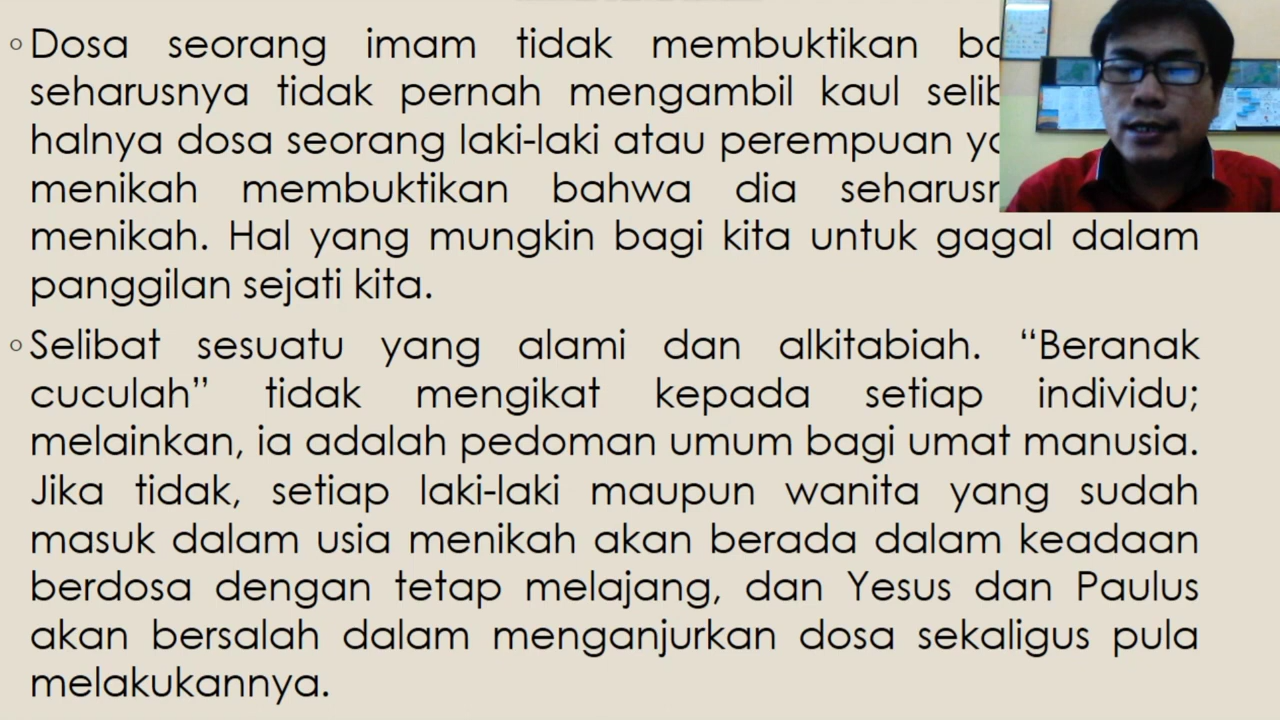 Dosa seorang imam tidak membuktikan
seharusnya tidak pernah mengambil kaul
halnya dosa seorang laki-laki atau perempuan
menikah membuktikan bahwa dia
menikah. Hal yang mungkin bagi kita untuk gagal dalam
panggilan sejati kita.
Selibat sesuatu yang alami dan alkitabiah. “Beranak
cuculah” tidak mengikat kepada setiap individu;
melainkan, ia adalah pedoman umum bagi umat manusia.
Jika tidak, setiap laki-laki maupun wanita yang sudah
masuk dalam usia menikah akan berada dalam keadaan
berdosa dengan tetap melajang, dan Yesus dan Paulus
akan bersalah dalam menganjurkan dosa sekaligus pula
melakukannya.